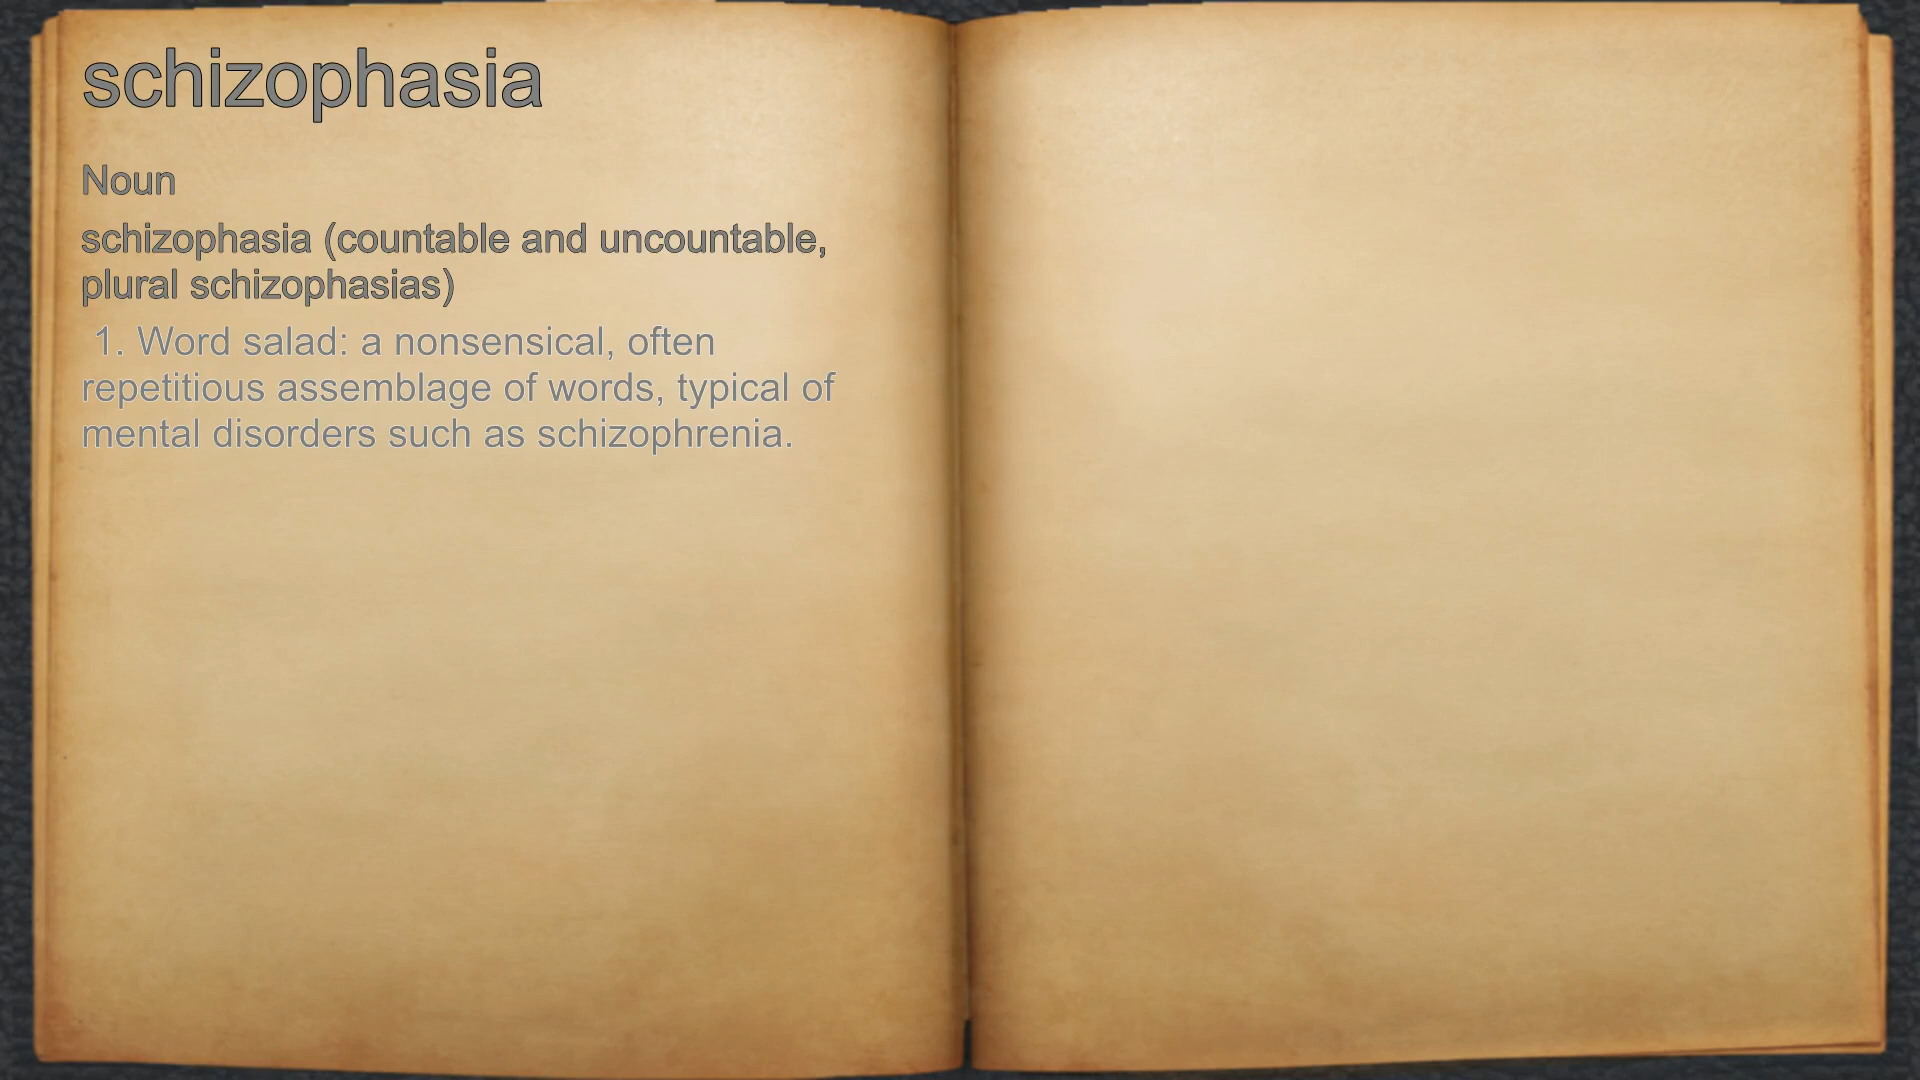 schizophasia
Noun
schizophasia (countable and uncountable,
plural schizophasias)
1. Word salad: a nonsensical, often
repetitious assemblage of words, typical of
mental disorders such as schizophrenia.